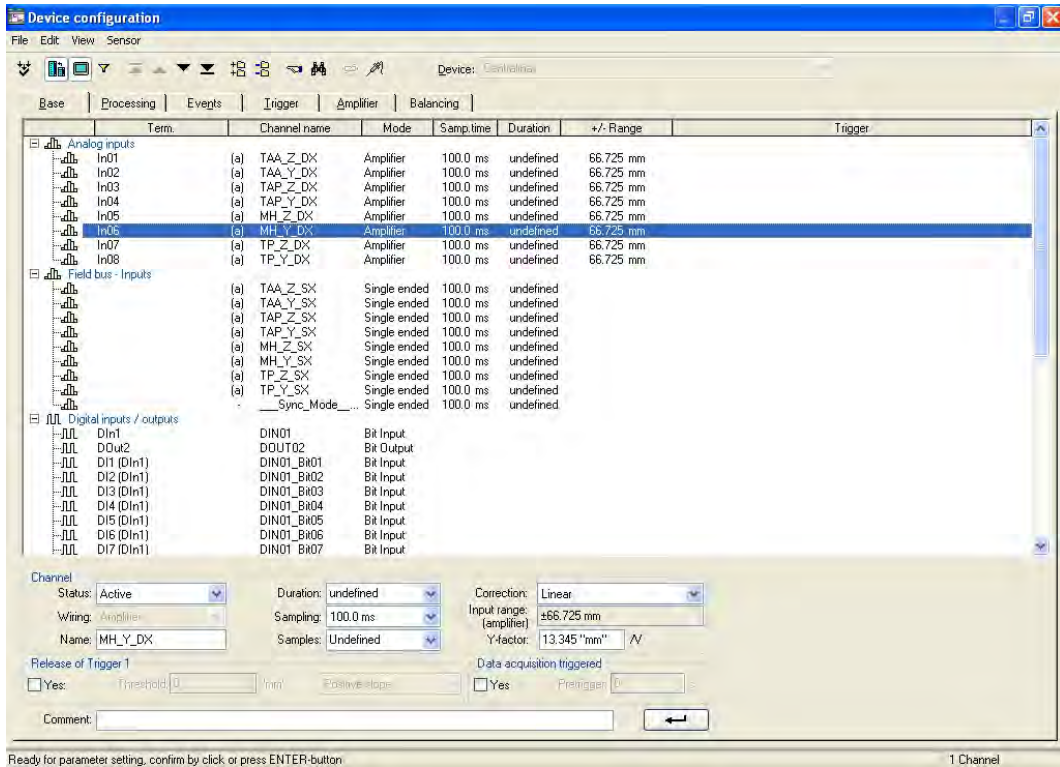 Device configuration
File Edit View Sensor
Device: Centralina
Base Processing Events Trigger Amplifier Balancing
Term. Channel name Mode Samp.time Duration +/- Range Trigger
Analog inputs
In01 (a) TAA_Z_DX Amplifier 100.0 ms undefined 66.725 mm
In02 (a) TAA_Y_DX Amplifier 100.0 ms undefined 66.725 mm
In03 (a) TAP_Z_DX Amplifier 100.0 ms undefined 66.725 mm
In04 (a) TAP_Y_DX Amplifier 100.0 ms undefined 66.725 mm
In05 (a) MH_Z_DX Amplifier 100.0 ms undefined 66.725 mm
In06 (a) MH_Y_DX Amplifier 100.0 ms undefined 66.725 mm
In07 (a) TP_Z_DX Amplifier 100.0 ms undefined 66.725 mm
In08 (a) TP_Y_DX Amplifier 100.0 ms undefined 66.725 mm
Field bus - Inputs
(a) TAA_Z_SX Single ended 100.0 ms undefined
(a) TAA_Y_SX Single ended 100.0 ms undefined
(a) TAP_Z_SX Single ended 100.0 ms undefined
(a) TAP_Y_SX Single ended 100.0 ms undefined
(a) MH_Z_SX Single ended 100.0 ms undefined
(a) MH_Y_SX Single ended 100.0 ms undefined
(a) TP_Z_SX Single ended 100.0 ms undefined
(a) TP_Y_SX Single ended 100.0 ms undefined
- ___Sync_Mode__... Single ended 100.0 ms undefined
Digital inputs / outputs
DIn1 DIN01 Bit Input
DOut2 DOUT02 Bit Output
DI1 (DIn1) DIN01_Bit01 Bit Input
DI2 (DIn1) DIN01_Bit02 Bit Input
DI3 (DIn1) DIN01_Bit03 Bit Input
DI4 (DIn1) DIN01_Bit04 Bit Input
DI5 (DIn1) DIN01_Bit05 Bit Input
DI6 (DIn1) DIN01_Bit06 Bit Input
DI7 (DIn1) DIN01_Bit07 Bit Input
Channel
Status: Active Duration: undefined Correction: Linear
Wiring: Amplifier Sampling: 100.0 ms Input range: (amplifier) ±66.725 mm
Name: MH_Y_DX Samples: Undefined Y-factor: 13.345 "mm" /V
Release of Trigger 1 Data acquisition triggered
Yes: Threshold: 0 "mm" Positive slope Yes Pretrigger: 0 s
Comment:
Ready for parameter setting, confirm by click or press ENTER-button 1 Channel